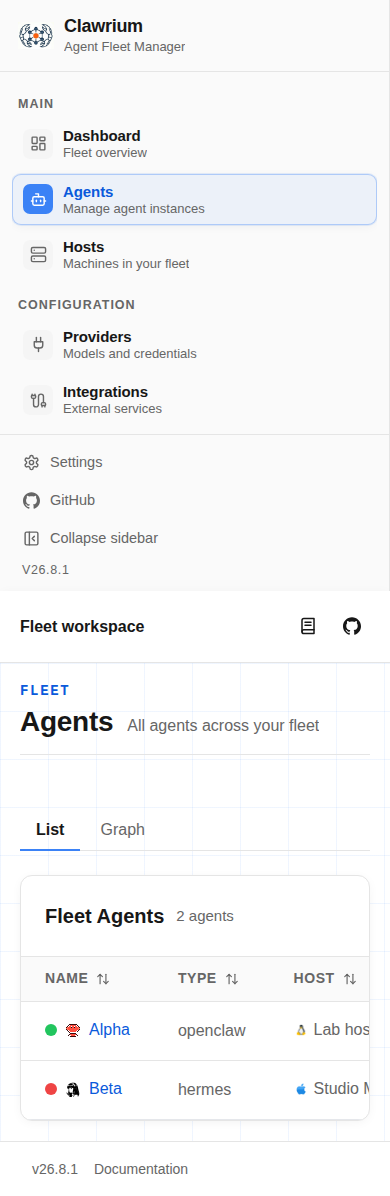 Clawrium
Agent Fleet Manager
MAIN
Dashboard
Fleet overview
Agents
Manage agent instances
Hosts
Machines in your fleet
CONFIGURATION
Providers
Models and credentials
Integrations
External services
Settings
GitHub
Collapse sidebar
V26.8.1
Fleet workspace
FLEET
Agents All agents across your fleet
List Graph
Fleet Agents 2 agents
NAME TYPE HOST
Alpha openclaw Lab hos
Beta hermes Studio M
v26.8.1 Documentation